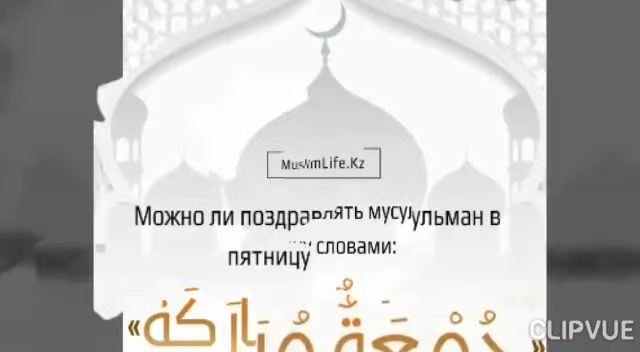 MuslimLife.Kz
Можно ли поздравлять мусульман в
пятницу словами:
«جُمْعَةٌ مُبَارَكَة»
CLIPVUE